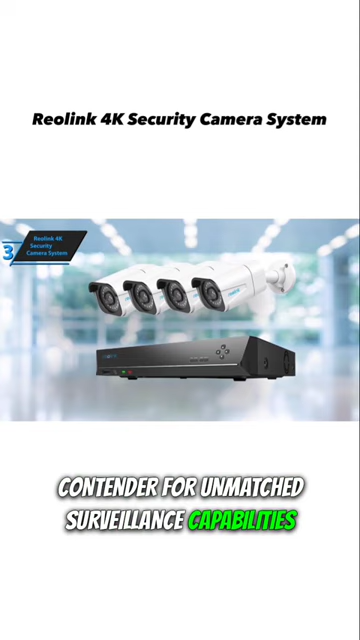 Reolink 4K Security Camera System
3
Reolink 4K
Security
Camera System
CONTENDER FOR UNMATCHED
SURVEILLANCE CAPABILITIES